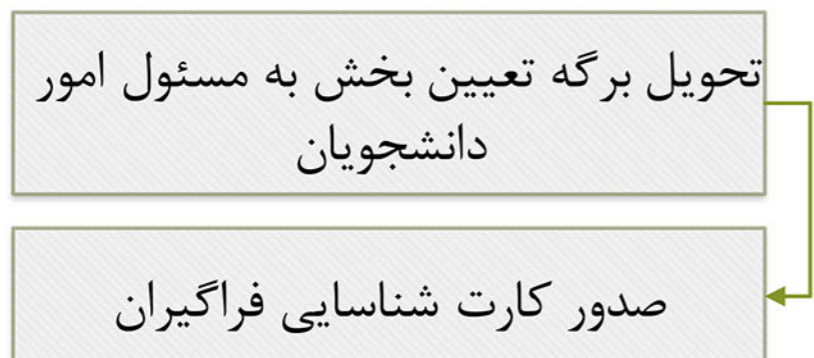 تحویل برگه تعیین بخش به مسئول امور
دانشجویان
صدور کارت شناسایی فراگیران